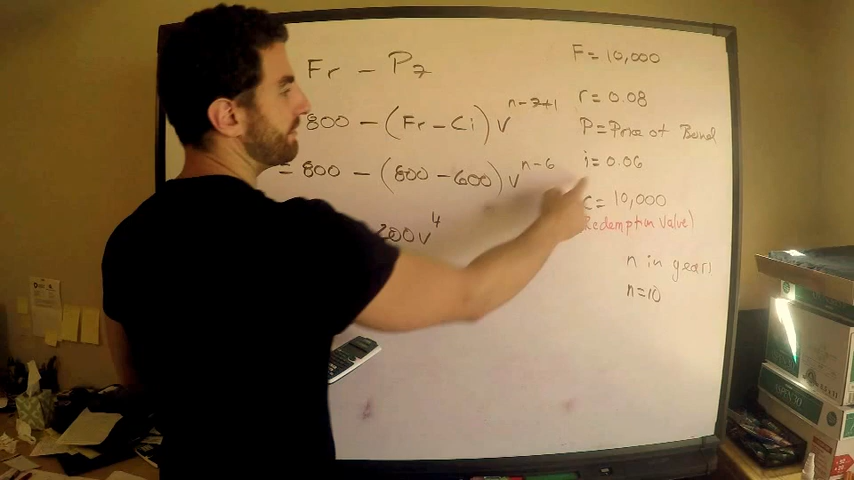 Fr - P7
800 - (Fr - Ci) v^n-7+1
= 800 - (800 - 600) v^n-6
200v^4
F = 10,000
r = 0.08
P = Price of Bond
i = 0.06
C = 10,000
(Redemption Value)
n in years
n = 10